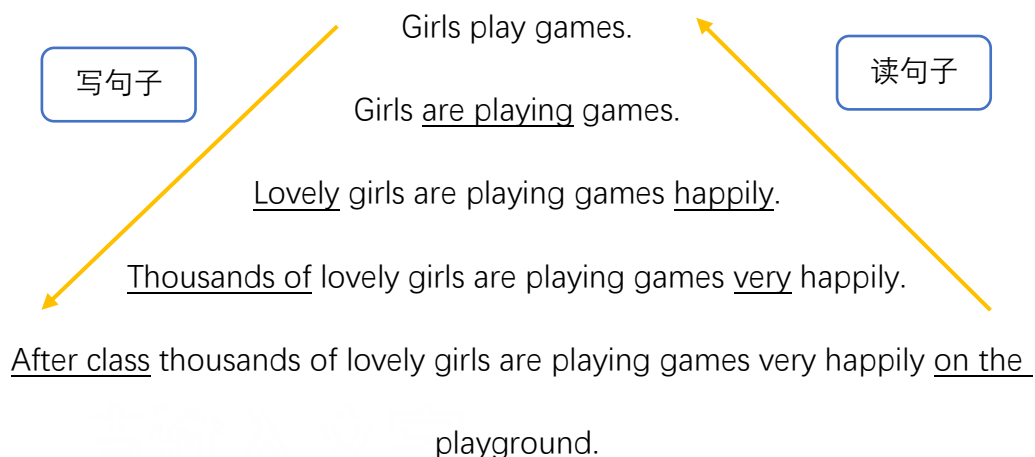 Girls play games.
写句子
读句子
Girls are playing games.
Lovely girls are playing games happily.
Thousands of lovely girls are playing games very happily.
After class thousands of lovely girls are playing games very happily on the
playground.